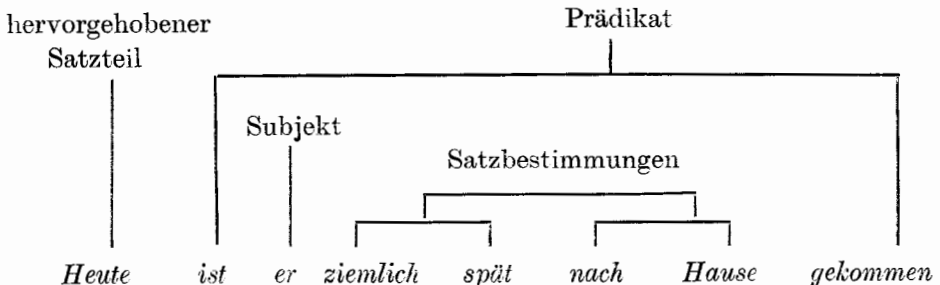 hervorgehobener
Satzteil
Prädikat
Subjekt
Satzbestimmungen
Heute ist er ziemlich spät nach Hause gekommen